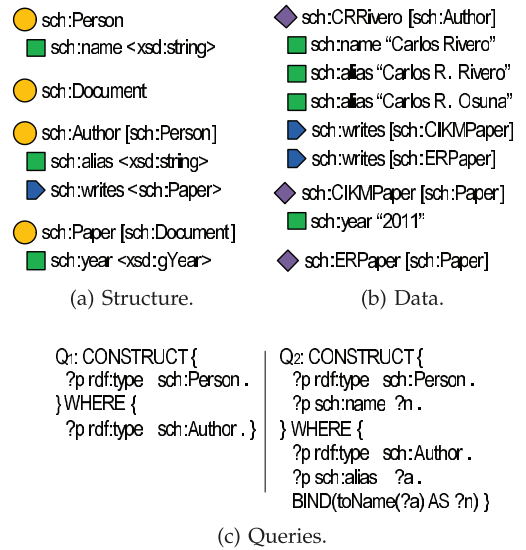 sch:Person
sch:name <xsd:string>
sch:Document
sch:Author [sch:Person]
sch:alias <xsd:string>
sch:writes <sch:Paper>
sch:Paper [sch:Document]
sch:year <xsd:gYear>
(a) Structure.
sch:CRRivero [sch:Author]
sch:name “Carlos Rivero”
sch:alias “Carlos R. Rivero”
sch:alias “Carlos R. Osuna”
sch:writes [sch:CIKMPaper]
sch:writes [sch:ERPaper]
sch:CIKMPaper [sch:Paper]
sch:year “2011”
sch:ERPaper [sch:Paper]
(b) Data.
Q1: CONSTRUCT {
?p rdf:type sch:Person .
} WHERE {
?p rdf:type sch:Author . }
Q2: CONSTRUCT {
?p rdf:type sch:Person .
?p sch:name ?n .
} WHERE {
?p rdf:type sch:Author .
?p sch:alias ?a .
BIND(toName(?a) AS ?n) }
(c) Queries.